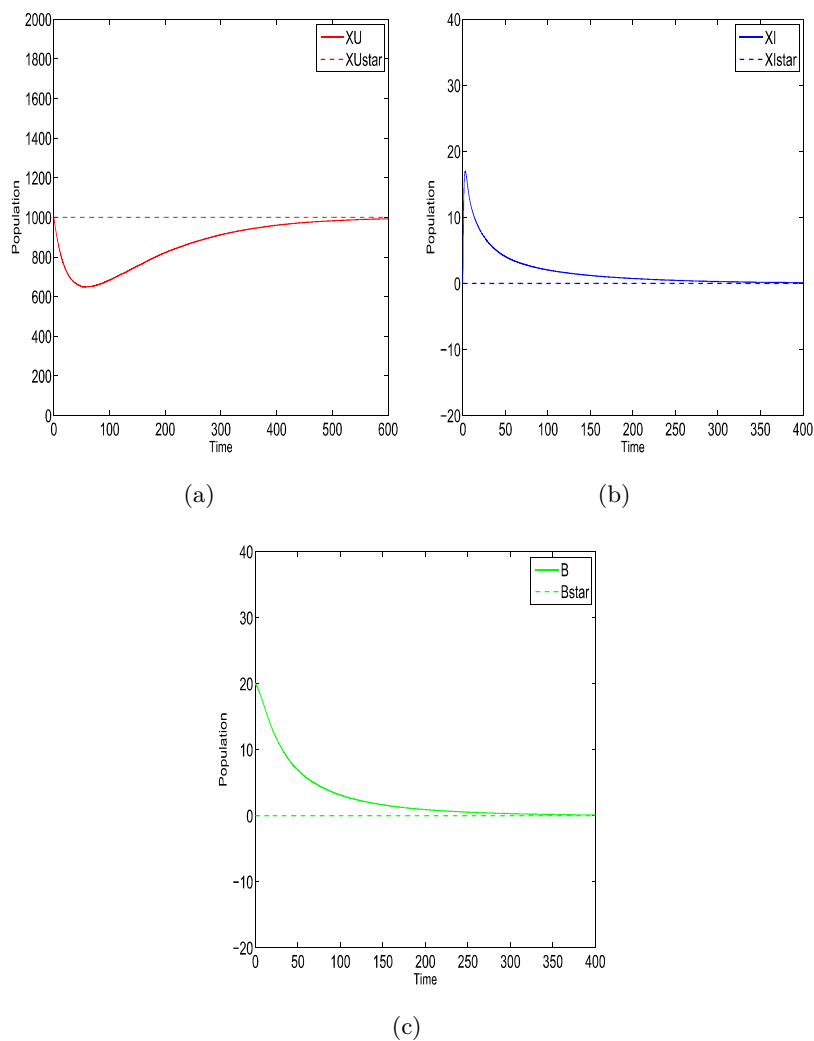 2000
1800
1600
1400
1200
1000
800
600
400
200
0
Population
0 100 200 300 400 500 600
Time
XU
XUstar
(a)
40
30
20
10
0
−10
−20
Population
0 50 100 150 200 250 300 350 400
Time
XI
XIstar
(b)
40
30
20
10
0
−10
−20
Population
0 50 100 150 200 250 300 350 400
Time
B
Bstar
(c)